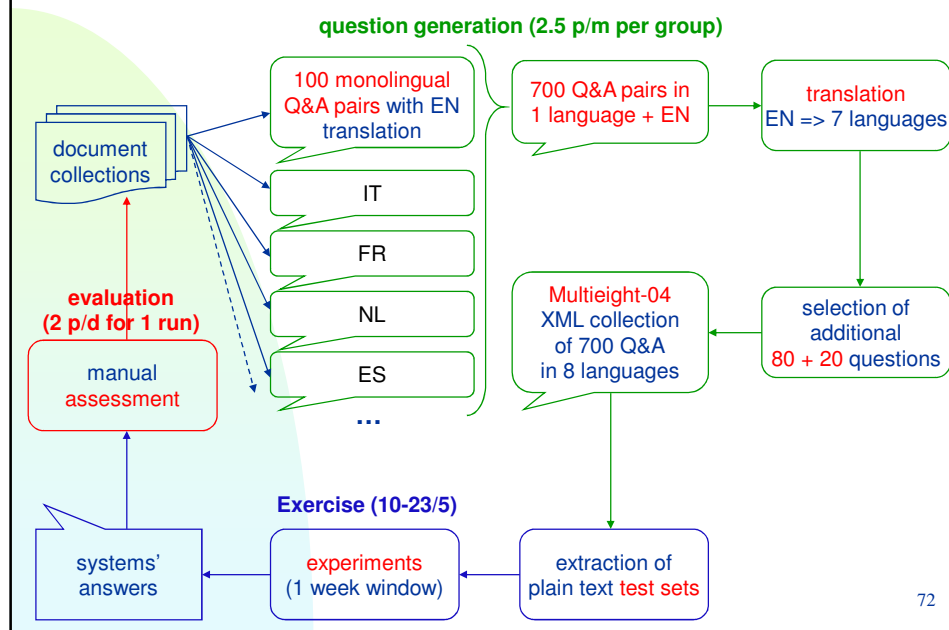 question generation (2.5 p/m per group)
document
collections
100 monolingual
Q&A pairs with EN
translation
IT
FR
NL
ES
...
700 Q&A pairs in
1 language + EN
translation
EN => 7 languages
selection of
additional
80 + 20 questions
Multieight-04
XML collection
of 700 Q&A
in 8 languages
extraction of
plain text test sets
Exercise (10-23/5)
experiments
(1 week window)
systems'
answers
evaluation
(2 p/d for 1 run)
manual
assessment
72